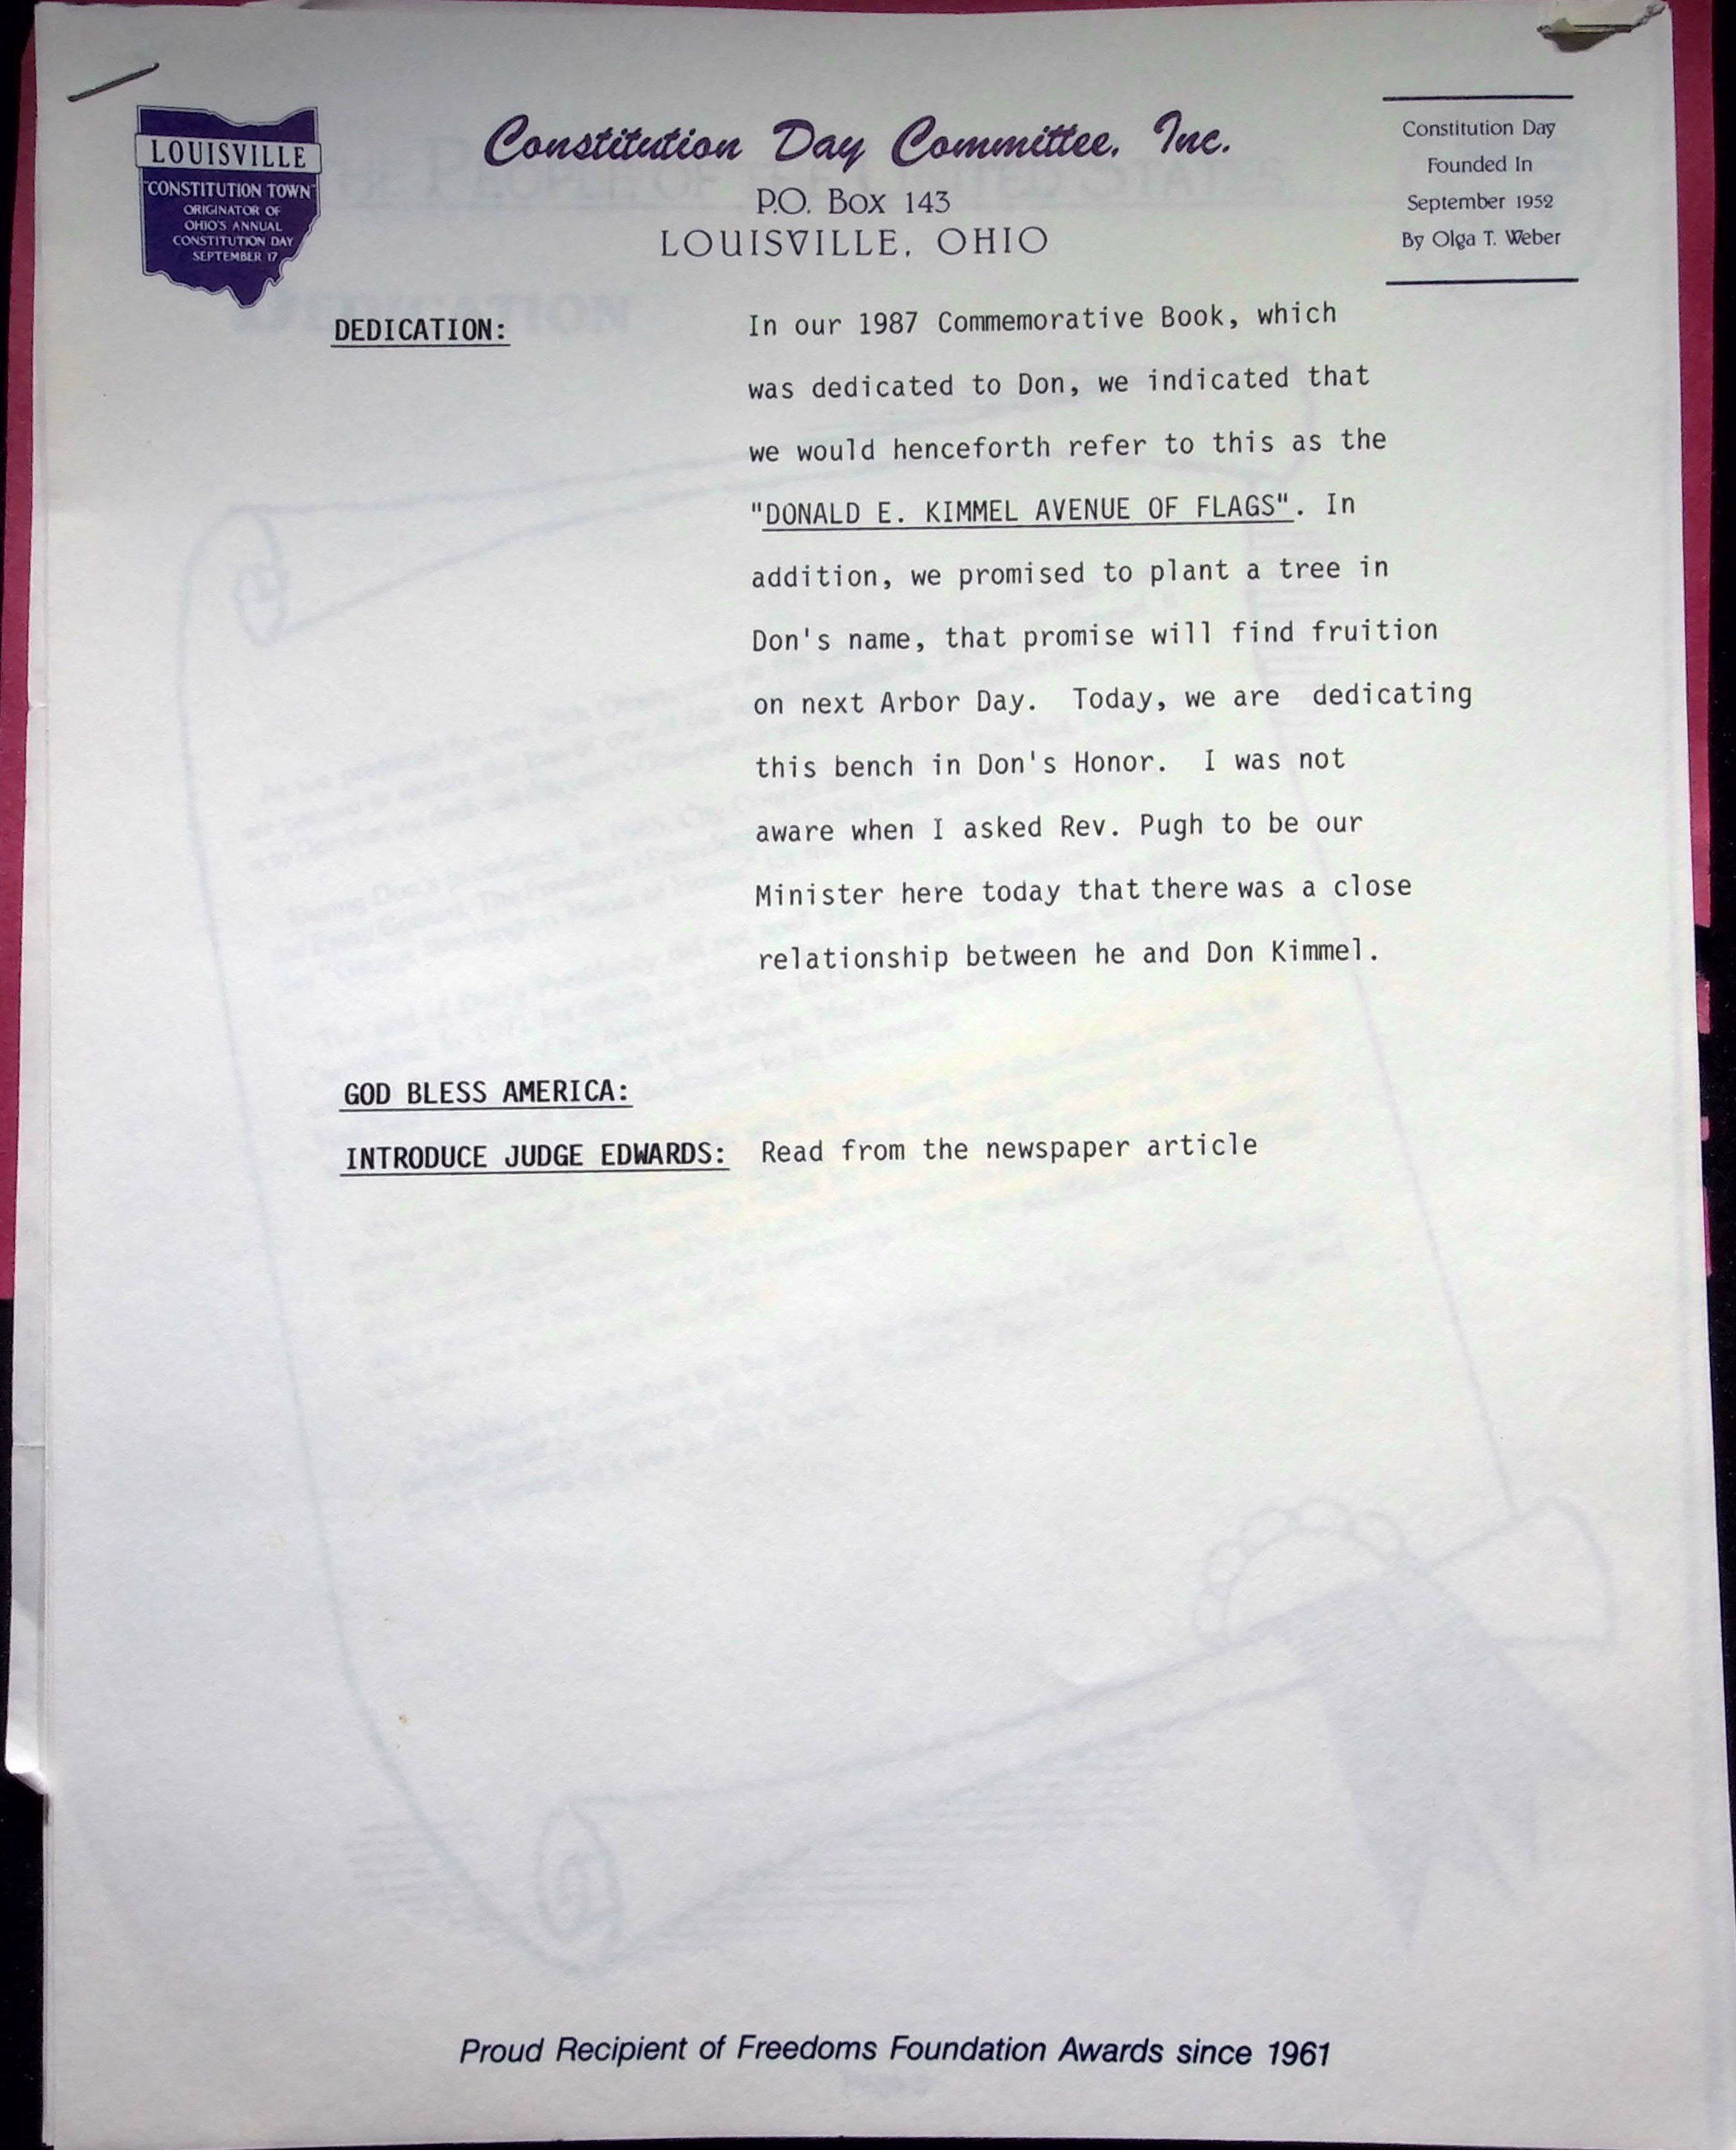 LOUISVILLE
"CONSTITUTION TOWN"
ORIGINATOR OF
OHIO'S ANNUAL
CONSTITUTION DAY
SEPTEMBER 17
Constitution Day Committee, Inc.
P.O. Box 143
LOUISVILLE, OHIO
Constitution Day
Founded In
September 1952
By Olga T. Weber
DEDICATION:
In our 1987 Commemorative Book, which
was dedicated to Don, we indicated that
we would henceforth refer to this as the
"DONALD E. KIMMEL AVENUE OF FLAGS". In
addition, we promised to plant a tree in
Don's name, that promise will find fruition
on next Arbor Day. Today, we are dedicating
this bench in Don's Honor. I was not
aware when I asked Rev. Pugh to be our
Minister here today that there was a close
relationship between he and Don Kimmel.
GOD BLESS AMERICA:
INTRODUCE JUDGE EDWARDS: Read from the newspaper article
Proud Recipient of Freedoms Foundation Awards since 1961